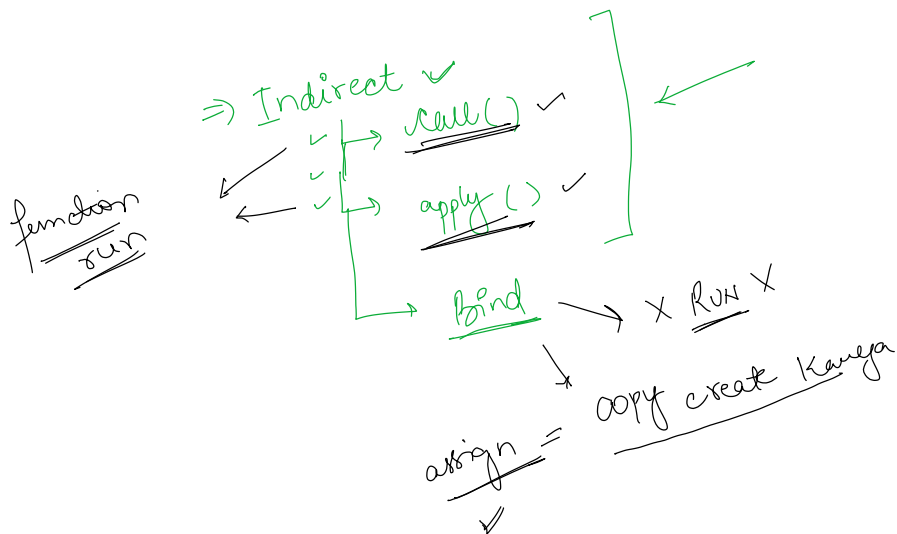 ⇒ Indirect ✓
✓ → call() ✓
✓
✓ → apply() ✓
function
run
→ Bind
X RUN X
copy create Karega
assign =
✓